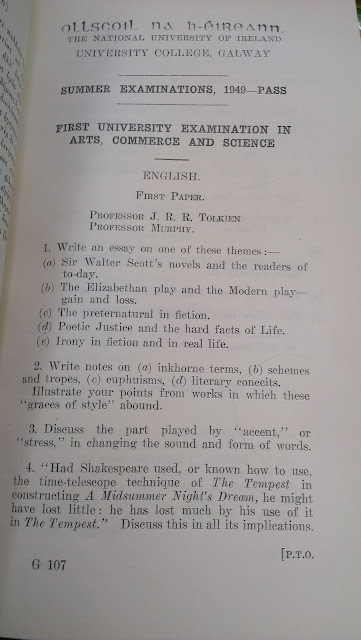 Ollscoil na h-Éireann.
THE NATIONAL UNIVERSITY OF IRELAND
UNIVERSITY COLLEGE, GALWAY
SUMMER EXAMINATIONS, 1949—PASS
FIRST UNIVERSITY EXAMINATION IN
ARTS, COMMERCE AND SCIENCE
ENGLISH.
FIRST PAPER.
PROFESSOR J. R. R. TOLKIEN
PROFESSOR MURPHY.
1. Write an essay on one of these themes:—
(a) Sir Walter Scott's novels and the readers of
to-day.
(b) The Elizabethan play and the Modern play—
gain and loss.
(c) The preternatural in fiction.
(d) Poetic Justice and the hard facts of Life.
(e) Irony in fiction and in real life.
2. Write notes on (a) inkhorne terms, (b) schemes
and tropes, (c) euphuisms, (d) literary conceits.
Illustrate your points from works in which these
"graces of style" abound.
3. Discuss the part played by "accent," or
"stress," in changing the sound and form of words.
4. "Had Shakespeare used, or known how to use,
the time-telescope technique of The Tempest in
constructing A Midsummer Night's Dream, he might
have lost little: he has lost much by his use of it
in The Tempest." Discuss this in all its implications.
[P.T.O.
G 107